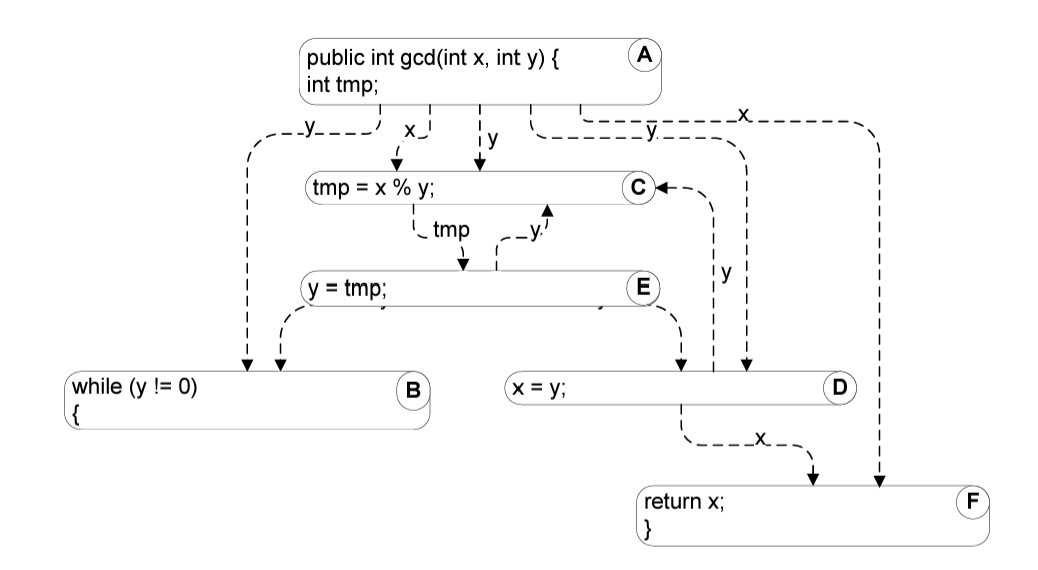 public int gcd(int x, int y) {
A
int tmp;
y
x
y
y
x
tmp = x % y;
C
tmp
y
y = tmp;
E
y
while (y != 0)
B
{
x = y;
D
x
return x;
F
}